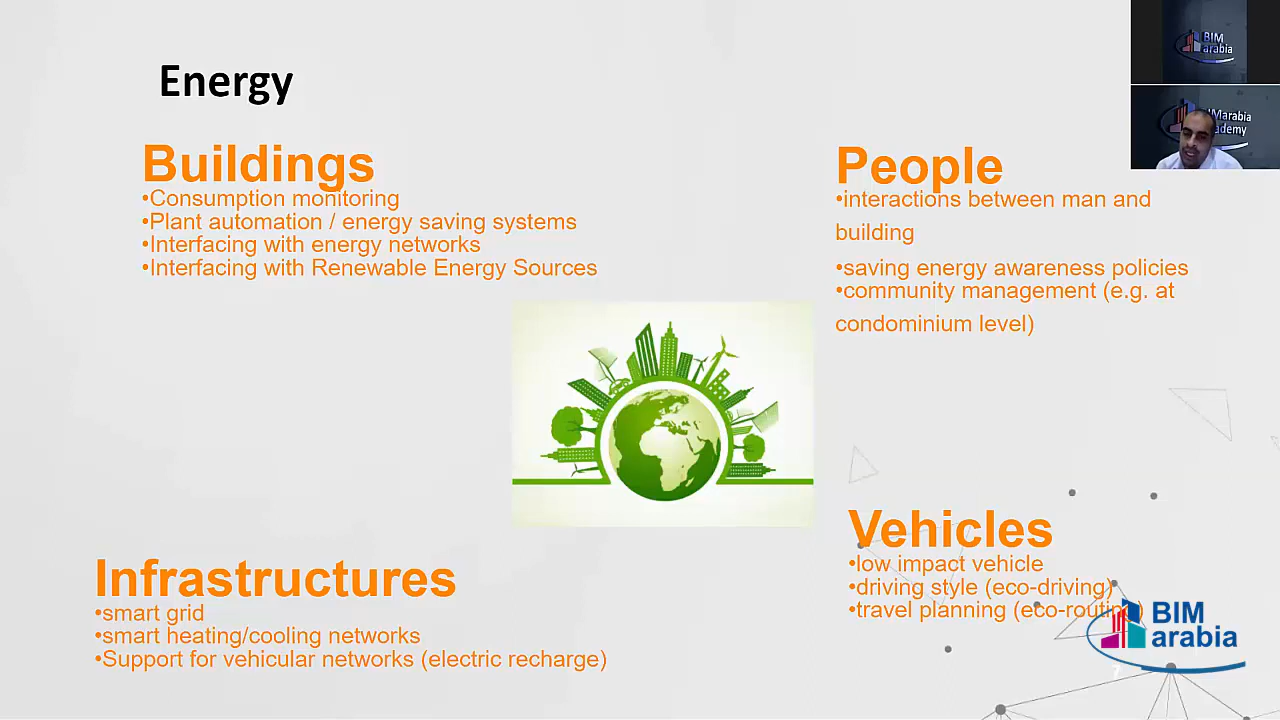 Energy
Buildings
•Consumption monitoring
•Plant automation / energy saving systems
•Interfacing with energy networks
•Interfacing with Renewable Energy Sources
People
•interactions between man and
building
•saving energy awareness policies
•community management (e.g. at
condominium level)
Infrastructures
•smart grid
•smart heating/cooling networks
•Support for vehicular networks (electric recharge)
Vehicles
•low impact vehicle
•driving style (eco-driving)
•travel planning (eco-routing)
BIM
arabia
7
BIM
arabia